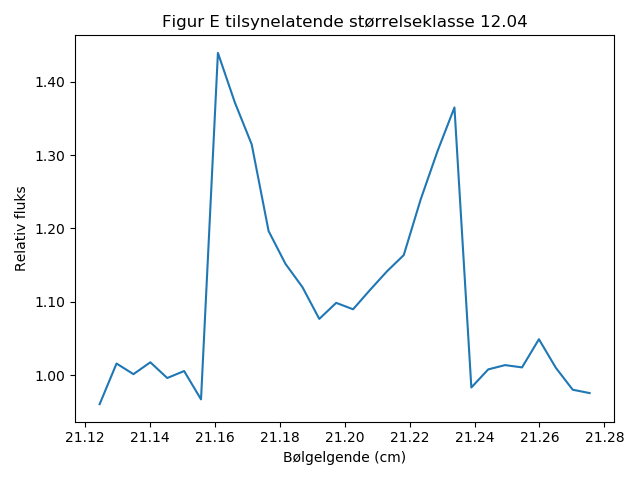 Figur E tilsynelatende størrelseklasse 12.04
1.40
1.30
1.20
1.10
1.00
Relativ fluks
21.12 21.14 21.16 21.18 21.20 21.22 21.24 21.26 21.28
Bølgelgende (cm)